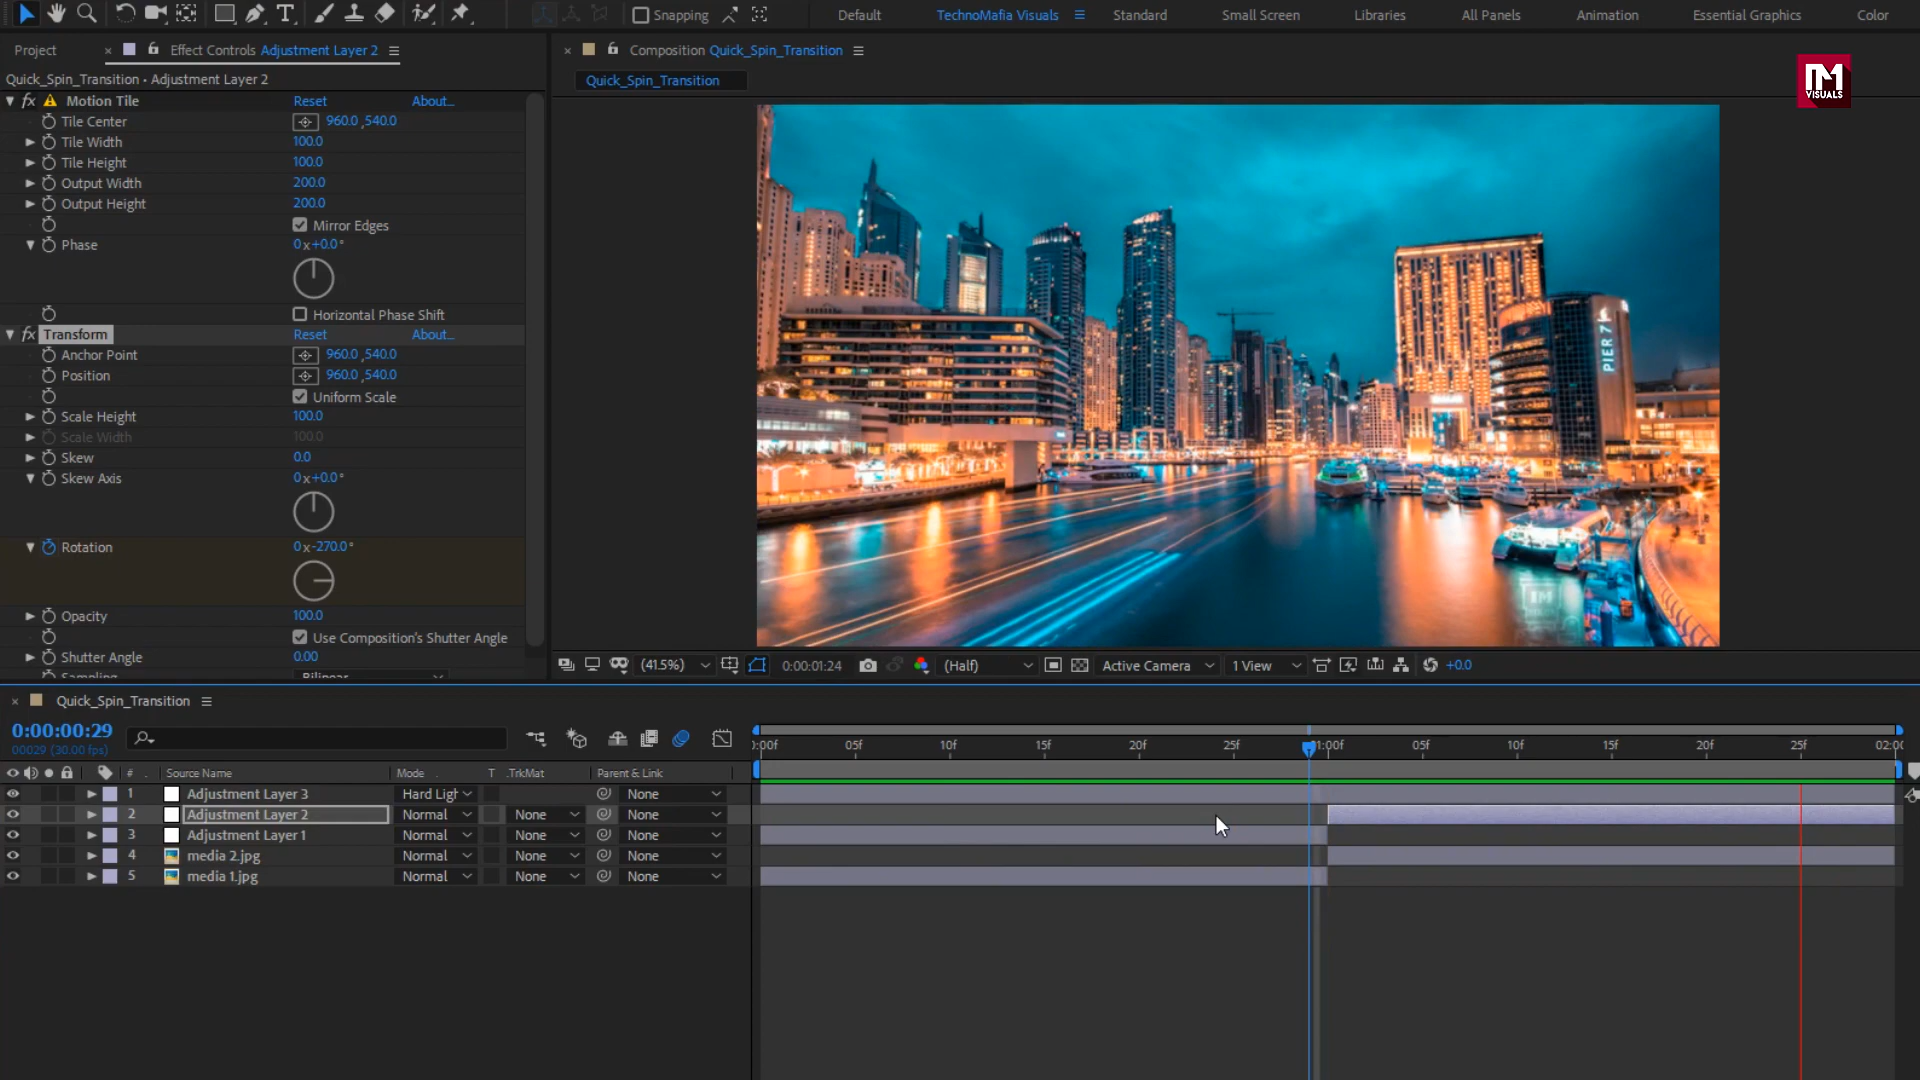 Snapping
Default
TechnoMafia Visuals
Standard
Small Screen
Libraries
All Panels
Animation
Essential Graphics
Color
Project
Effect Controls Adjustment Layer 2
Composition Quick_Spin_Transition
Quick_Spin_Transition • Adjustment Layer 2
Quick_Spin_Transition
VISUALS
fx Motion Tile Reset About...
Tile Center 960.0 ,540.0
Tile Width 100.0
Tile Height 100.0
Output Width 200.0
Output Height 200.0
Mirror Edges
Phase 0x+0.0°
Horizontal Phase Shift
fx Transform Reset About...
Anchor Point 960.0 ,540.0
Position 960.0 ,540.0
Uniform Scale
Scale Height 100.0
Scale Width 100.0
Skew 0.0
Skew Axis 0x+0.0°
Rotation 0x-270.0°
Opacity 100.0
Use Composition's Shutter Angle
Shutter Angle 0.00
Sampling Bilinear
PIER 7
(41.5%) 0:00:01:24 (Half) Active Camera 1 View +0.0
Quick_Spin_Transition
0:00:00:29
00029 (30.00 fps)
:00f 05f 10f 15f 20f 25f 01:00f 05f 10f 15f 20f 25f 02:00
# Source Name Mode T .TrkMat Parent & Link
1 Adjustment Layer 3 Hard Ligh None
2 Adjustment Layer 2 Normal None None
3 Adjustment Layer 1 Normal None None
4 media 2.jpg Normal None None
5 media 1.jpg Normal None None